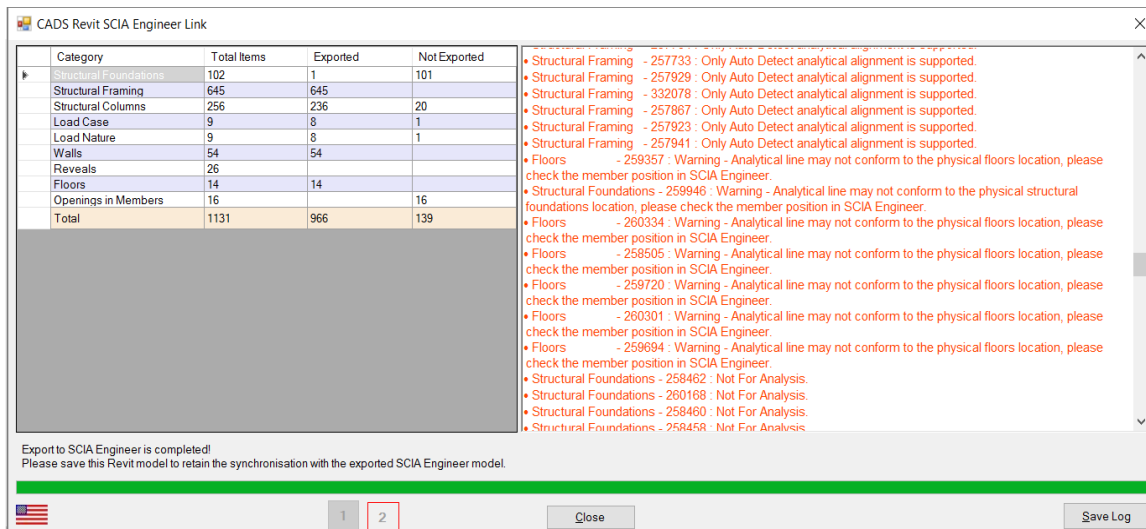 CADS Revit SCIA Engineer Link
Category Total Items Exported Not Exported
Structural Foundations 102 1 101
Structural Framing 645 645
Structural Columns 256 236 20
Load Case 9 8 1
Load Nature 9 8 1
Walls 54 54
Reveals 26
Floors 14 14
Openings in Members 16 16
Total 1131 966 139
• Structural Framing - 257733 : Only Auto Detect analytical alignment is supported.
• Structural Framing - 257929 : Only Auto Detect analytical alignment is supported.
• Structural Framing - 332078 : Only Auto Detect analytical alignment is supported.
• Structural Framing - 257867 : Only Auto Detect analytical alignment is supported.
• Structural Framing - 257923 : Only Auto Detect analytical alignment is supported.
• Structural Framing - 257941 : Only Auto Detect analytical alignment is supported.
• Floors - 259357 : Warning - Analytical line may not conform to the physical floors location, please
check the member position in SCIA Engineer.
• Structural Foundations - 259946 : Warning - Analytical line may not conform to the physical structural
foundations location, please check the member position in SCIA Engineer.
• Floors - 260334 : Warning - Analytical line may not conform to the physical floors location, please
check the member position in SCIA Engineer.
• Floors - 258505 : Warning - Analytical line may not conform to the physical floors location, please
check the member position in SCIA Engineer.
• Floors - 259720 : Warning - Analytical line may not conform to the physical floors location, please
check the member position in SCIA Engineer.
• Floors - 260301 : Warning - Analytical line may not conform to the physical floors location, please
check the member position in SCIA Engineer.
• Floors - 259694 : Warning - Analytical line may not conform to the physical floors location, please
check the member position in SCIA Engineer.
• Structural Foundations - 258462 : Not For Analysis.
• Structural Foundations - 260168 : Not For Analysis.
• Structural Foundations - 258460 : Not For Analysis.
• Structural Foundations - 258458 : Not For Analysis.
Export to SCIA Engineer is completed!
Please save this Revit model to retain the synchronisation with the exported SCIA Engineer model.
1 2 Close Save Log